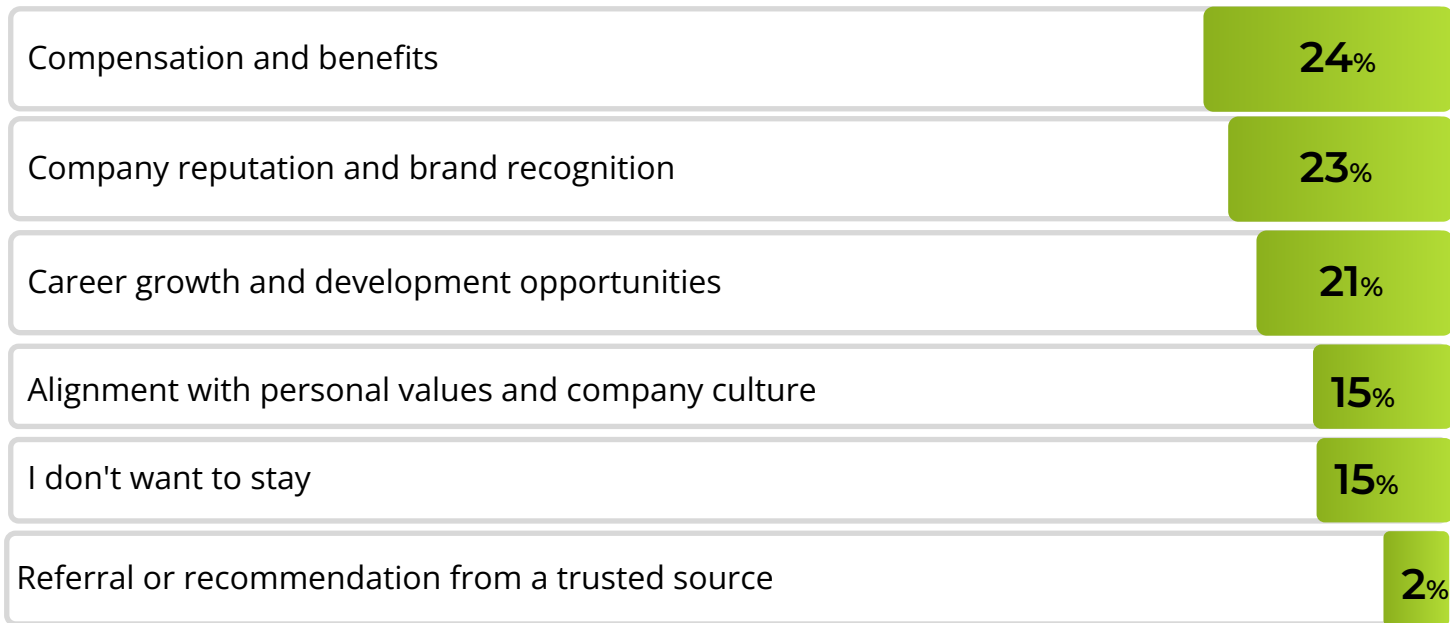 Compensation and benefits 24%
Company reputation and brand recognition 23%
Career growth and development opportunities 21%
Alignment with personal values and company culture 15%
I don't want to stay 15%
Referral or recommendation from a trusted source 2%